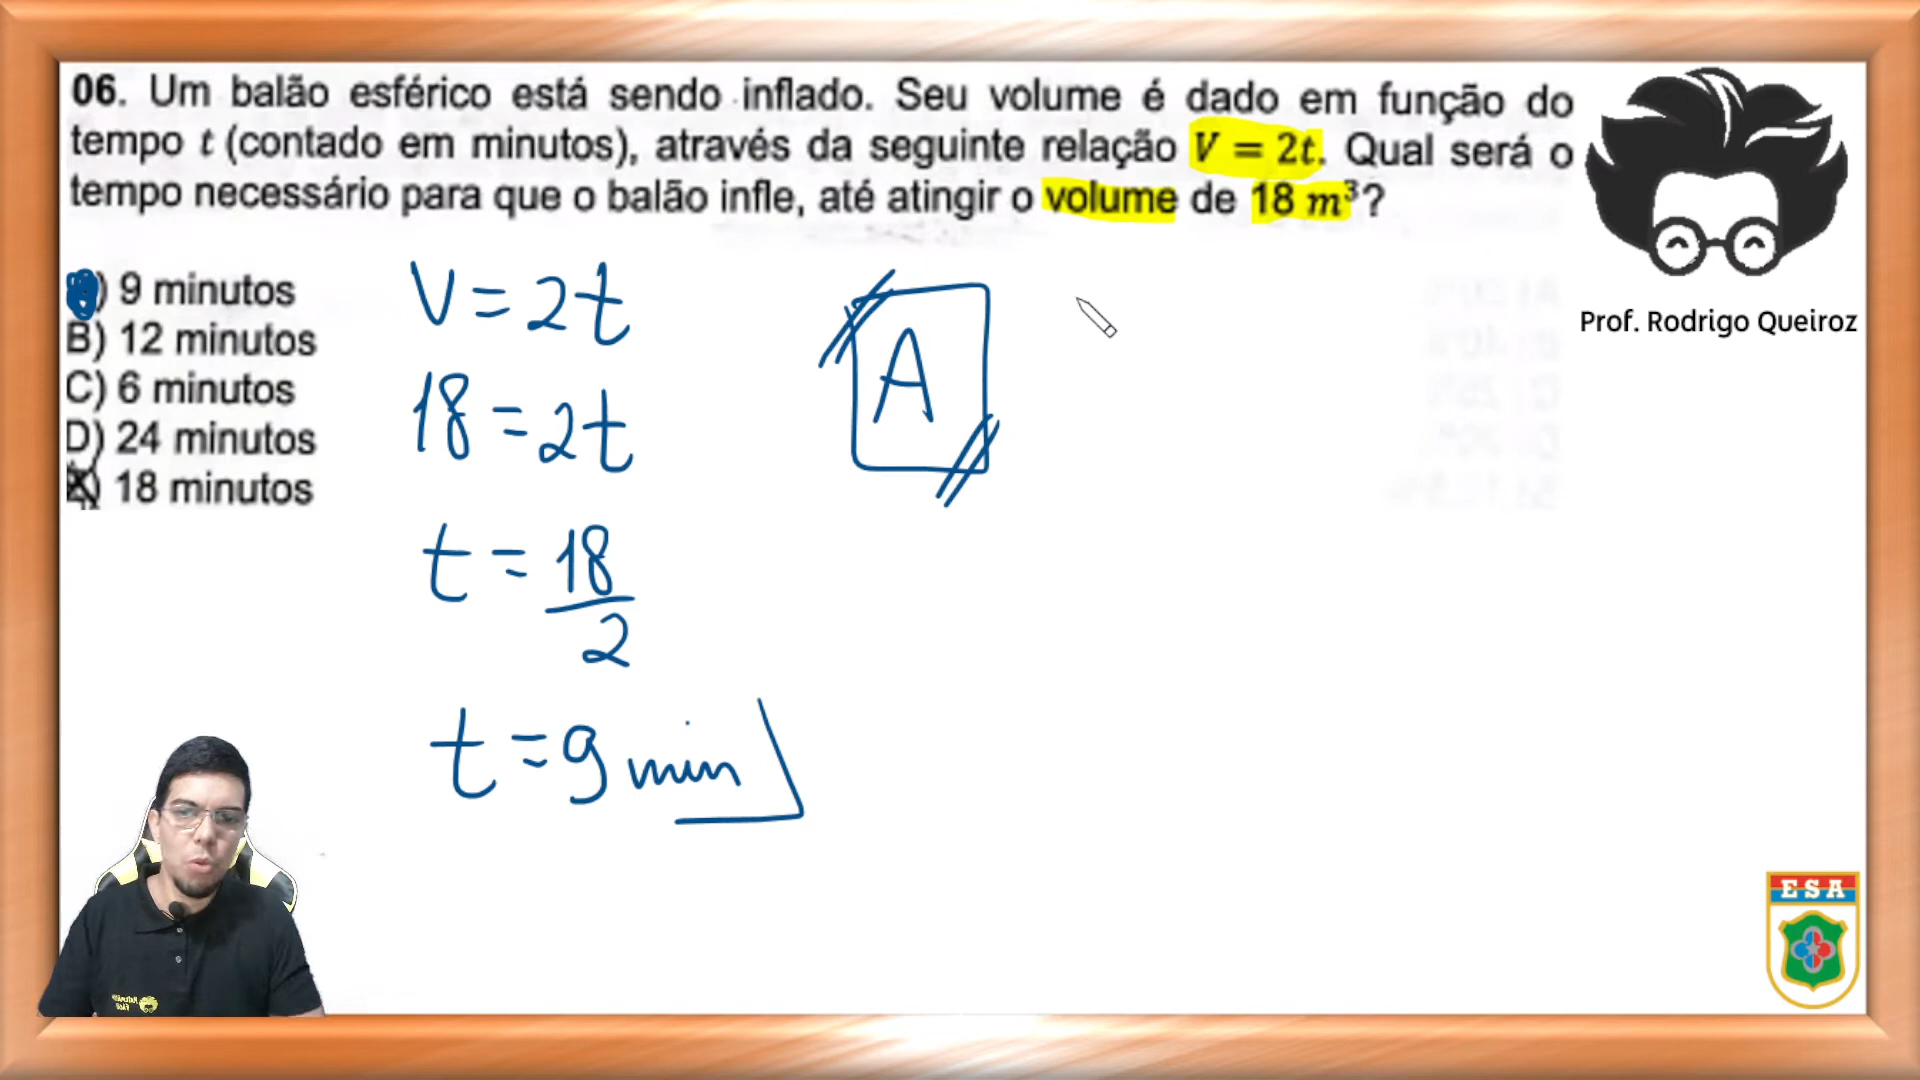 06. Um balão esférico está sendo inflado. Seu volume é dado em função do
tempo t (contado em minutos), através da seguinte relação V = 2t. Qual será o
tempo necessário para que o balão infle, até atingir o volume de 18 m³?
) 9 minutos
B) 12 minutos
C) 6 minutos
D) 24 minutos
) 18 minutos
V = 2t
18 = 2t
t = 18
2
t = 9 min
A
Prof. Rodrigo Queiroz
ESA